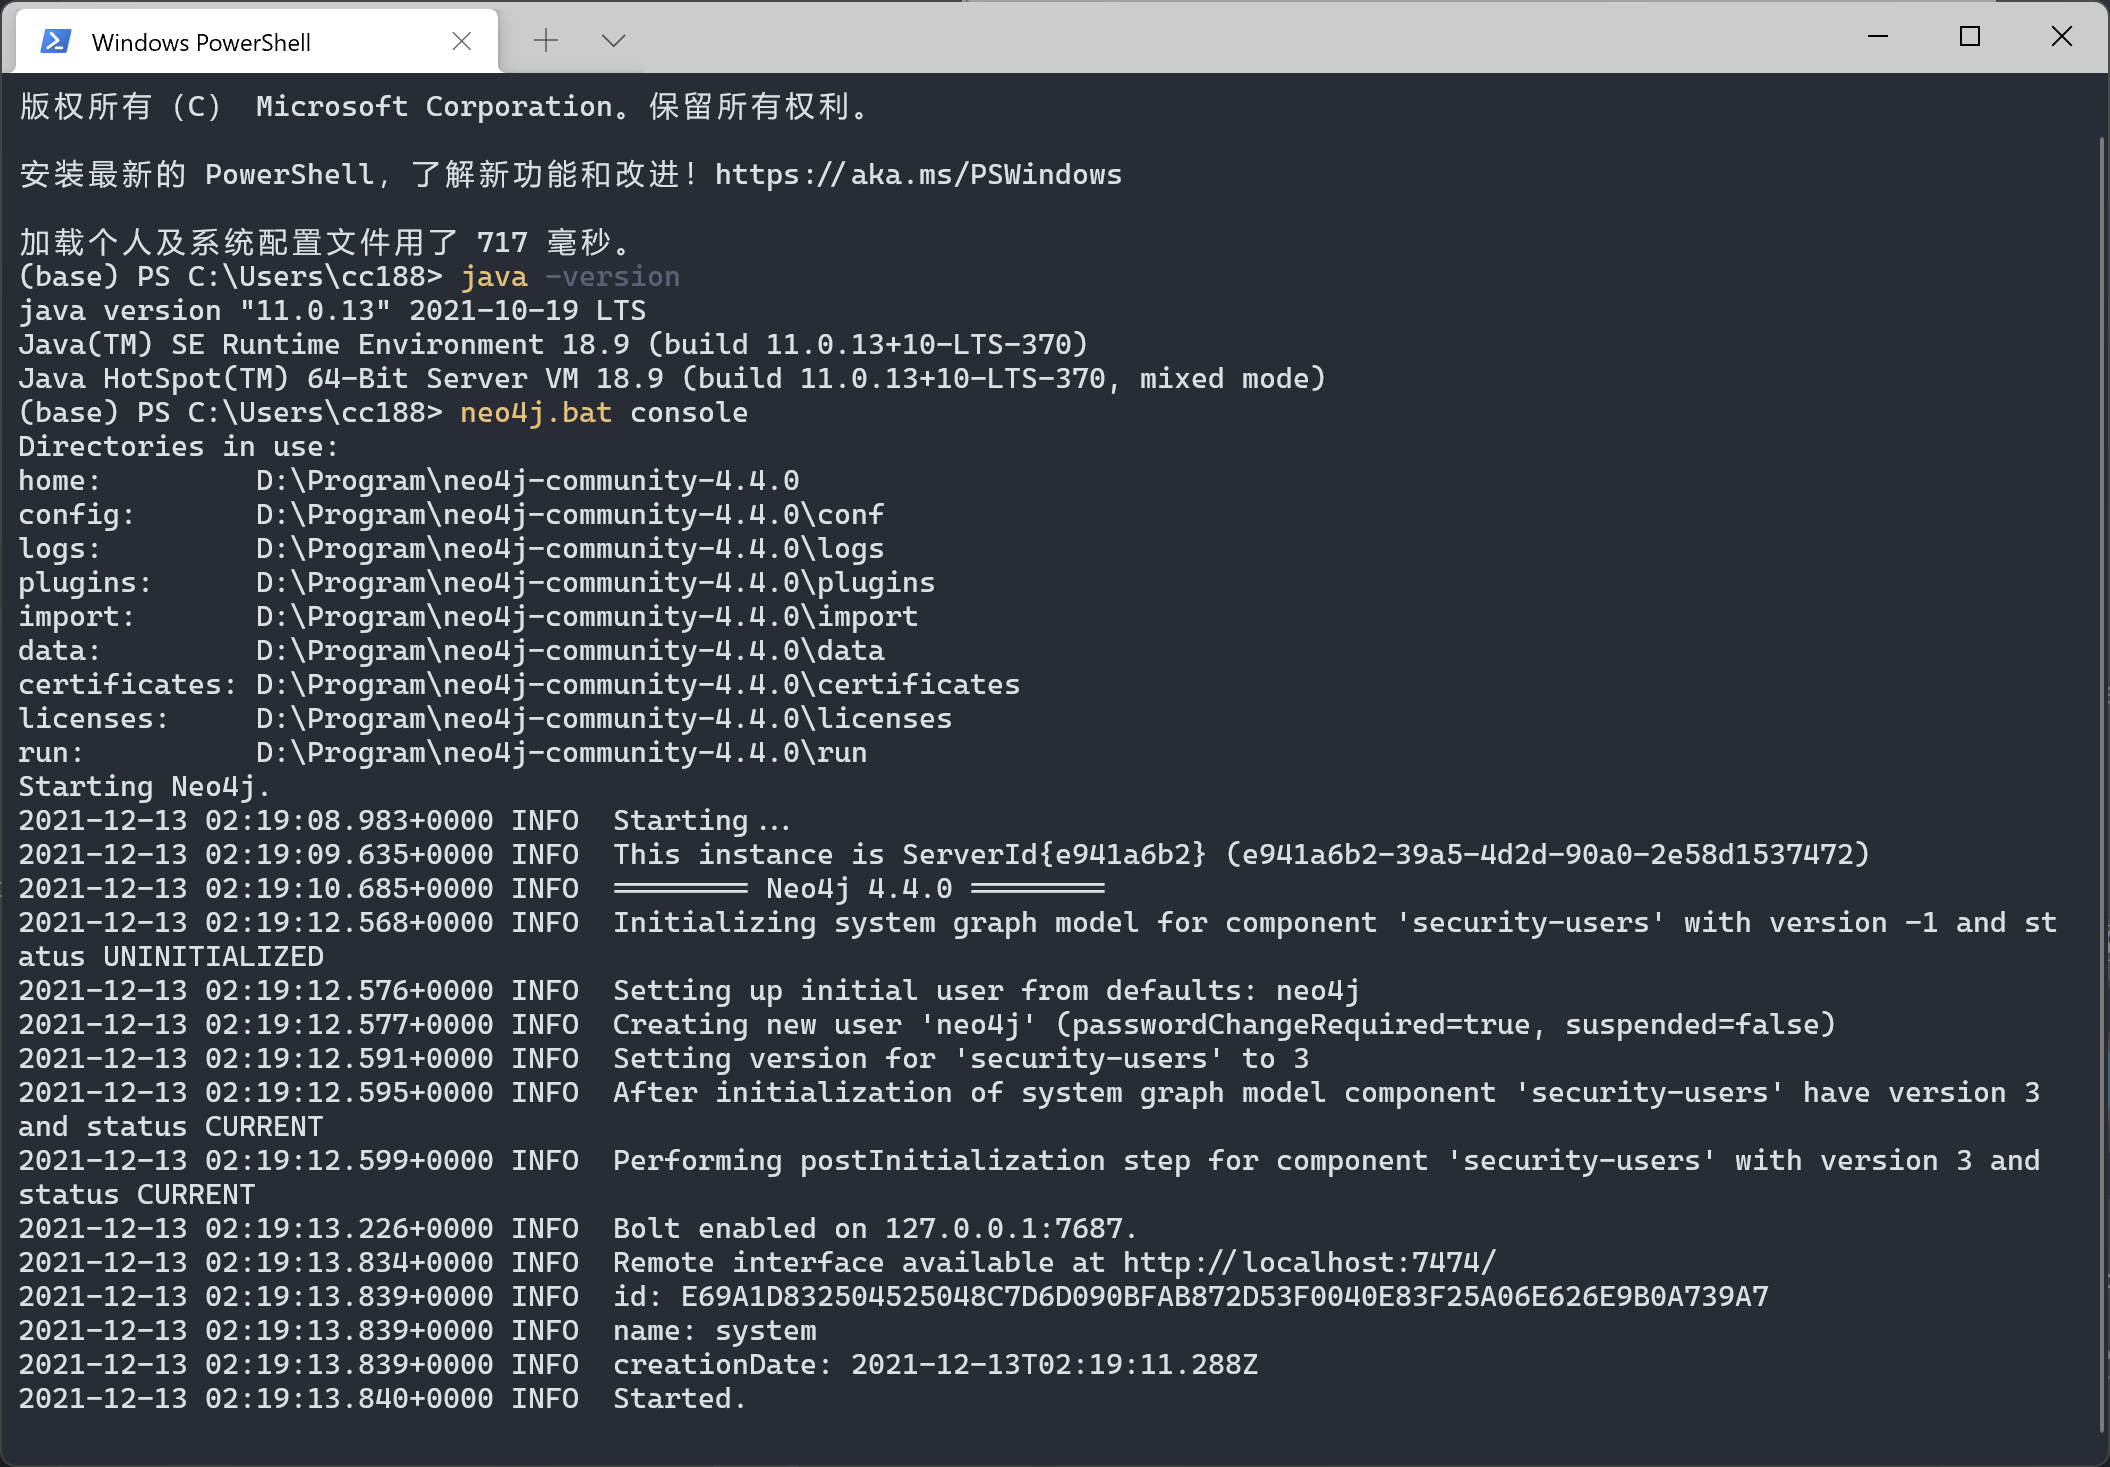 Windows PowerShell
版权所有 (C) Microsoft Corporation。保留所有权利。
安装最新的 PowerShell，了解新功能和改进！https://aka.ms/PSWindows
加载个人及系统配置文件用了 717 毫秒。
(base) PS C:\Users\cc188> java -version
java version "11.0.13" 2021-10-19 LTS
Java(TM) SE Runtime Environment 18.9 (build 11.0.13+10-LTS-370)
Java HotSpot(TM) 64-Bit Server VM 18.9 (build 11.0.13+10-LTS-370, mixed mode)
(base) PS C:\Users\cc188> neo4j.bat console
Directories in use:
home:         D:\Program\neo4j-community-4.4.0
config:       D:\Program\neo4j-community-4.4.0\conf
logs:         D:\Program\neo4j-community-4.4.0\logs
plugins:      D:\Program\neo4j-community-4.4.0\plugins
import:       D:\Program\neo4j-community-4.4.0\import
data:         D:\Program\neo4j-community-4.4.0\data
certificates: D:\Program\neo4j-community-4.4.0\certificates
licenses:     D:\Program\neo4j-community-4.4.0\licenses
run:          D:\Program\neo4j-community-4.4.0\run
Starting Neo4j.
2021-12-13 02:19:08.983+0000 INFO  Starting...
2021-12-13 02:19:09.635+0000 INFO  This instance is ServerId{e941a6b2} (e941a6b2-39a5-4d2d-90a0-2e58d1537472)
2021-12-13 02:19:10.685+0000 INFO  ======== Neo4j 4.4.0 ========
2021-12-13 02:19:12.568+0000 INFO  Initializing system graph model for component 'security-users' with version -1 and st
atus UNINITIALIZED
2021-12-13 02:19:12.576+0000 INFO  Setting up initial user from defaults: neo4j
2021-12-13 02:19:12.577+0000 INFO  Creating new user 'neo4j' (passwordChangeRequired=true, suspended=false)
2021-12-13 02:19:12.591+0000 INFO  Setting version for 'security-users' to 3
2021-12-13 02:19:12.595+0000 INFO  After initialization of system graph model component 'security-users' have version 3
and status CURRENT
2021-12-13 02:19:12.599+0000 INFO  Performing postInitialization step for component 'security-users' with version 3 and
status CURRENT
2021-12-13 02:19:13.226+0000 INFO  Bolt enabled on 127.0.0.1:7687.
2021-12-13 02:19:13.834+0000 INFO  Remote interface available at http://localhost:7474/
2021-12-13 02:19:13.839+0000 INFO  id: E69A1D832504525048C7D6D090BFAB872D53F0040E83F25A06E626E9B0A739A7
2021-12-13 02:19:13.839+0000 INFO  name: system
2021-12-13 02:19:13.839+0000 INFO  creationDate: 2021-12-13T02:19:11.288Z
2021-12-13 02:19:13.840+0000 INFO  Started.